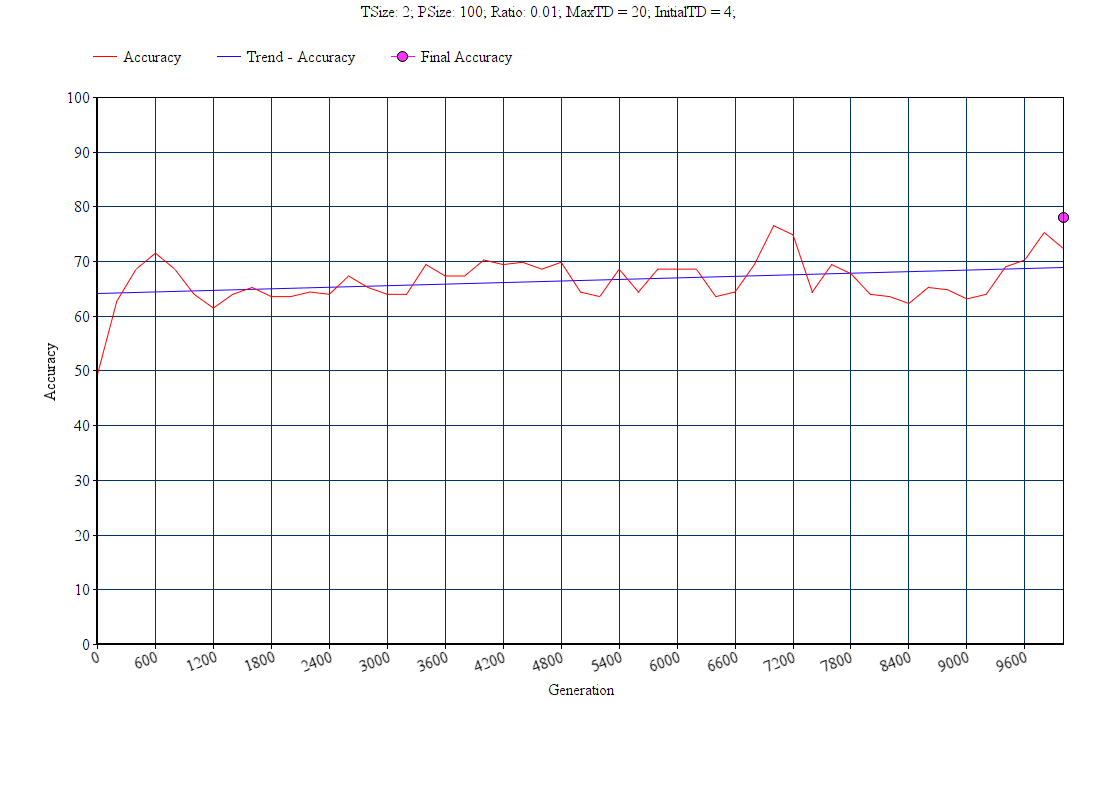 TSize: 2; PSize: 100; Ratio: 0.01; MaxTD = 20; InitialTD = 4;
Accuracy Trend - Accuracy Final Accuracy
100
90
80
70
60
50
40
30
20
10
0
Accuracy
0 600 1200 1800 2400 3000 3600 4200 4800 5400 6000 6600 7200 7800 8400 9000 9600
Generation